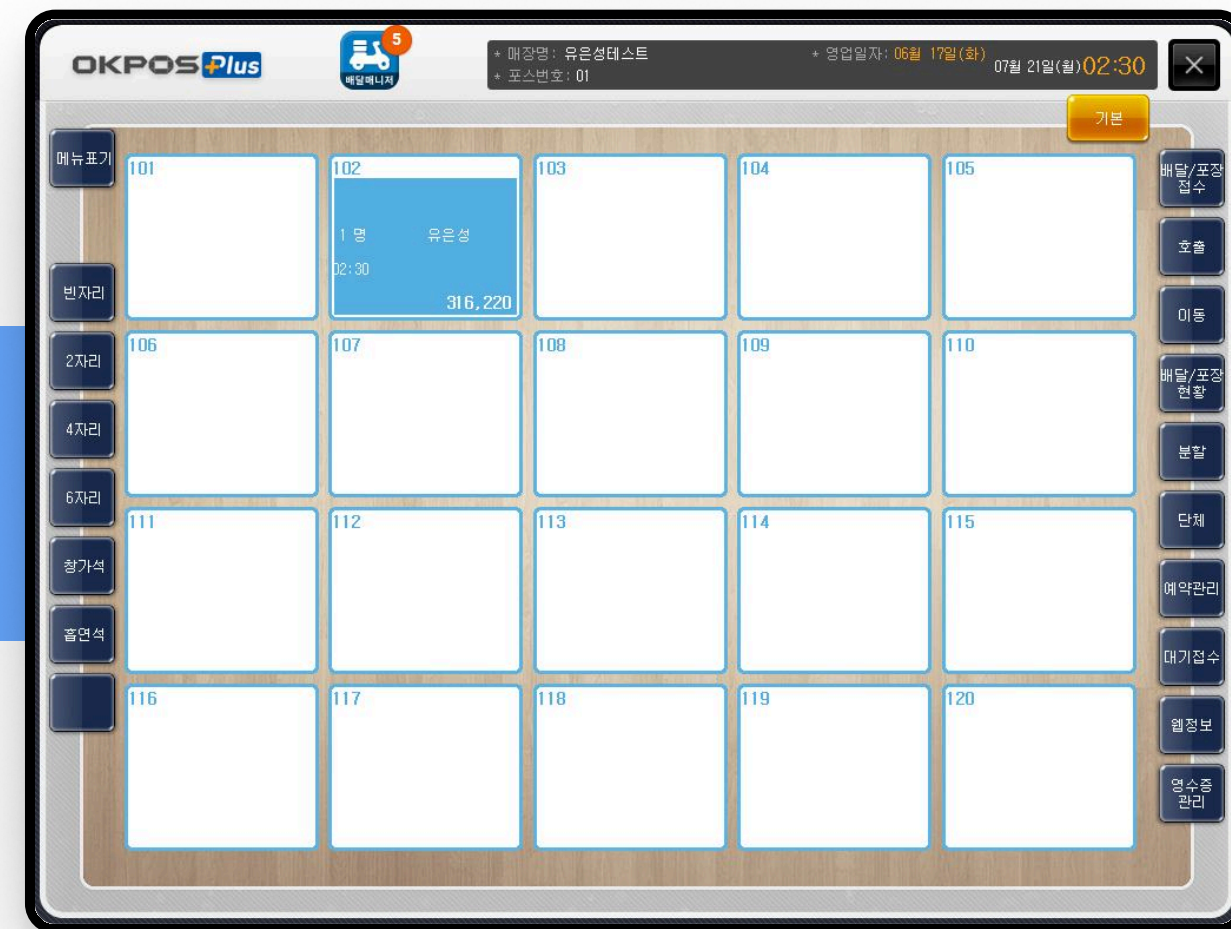 OKPOS Plus
5
배달매니저
* 매장명: 유은성테스트
* 포스번호: 01
* 영업일자: 06월 17일(화)
07월 21일(월)02:30
기본
메뉴표기
빈자리
2자리
4자리
6자리
창가석
흡연석
101
102
1 명 유은성
02:30
316,220
103
104
105
106
107
108
109
110
111
112
113
114
115
116
117
118
119
120
배달/포장
접수
호출
이동
배달/포장
현황
분할
단체
예약관리
대기접수
웹정보
영수증
관리